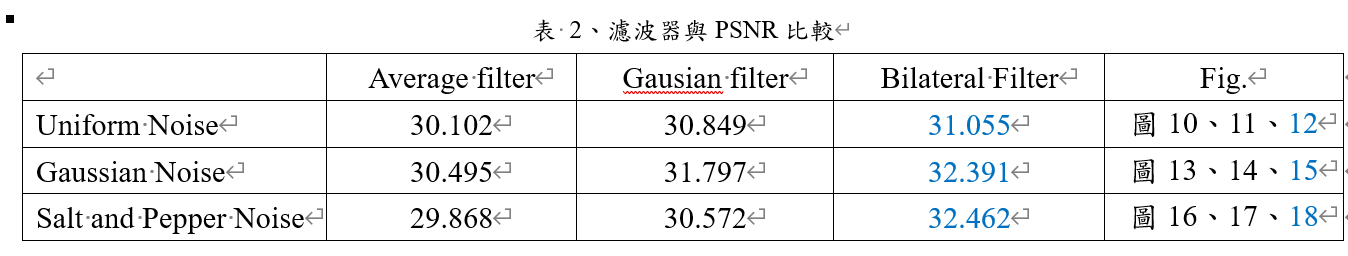 表 2、濾波器與 PSNR 比較
Average filter Gausian filter Bilateral Filter Fig.
Uniform Noise 30.102 30.849 31.055 圖 10、11、12
Gaussian Noise 30.495 31.797 32.391 圖 13、14、15
Salt and Pepper Noise 29.868 30.572 32.462 圖 16、17、18